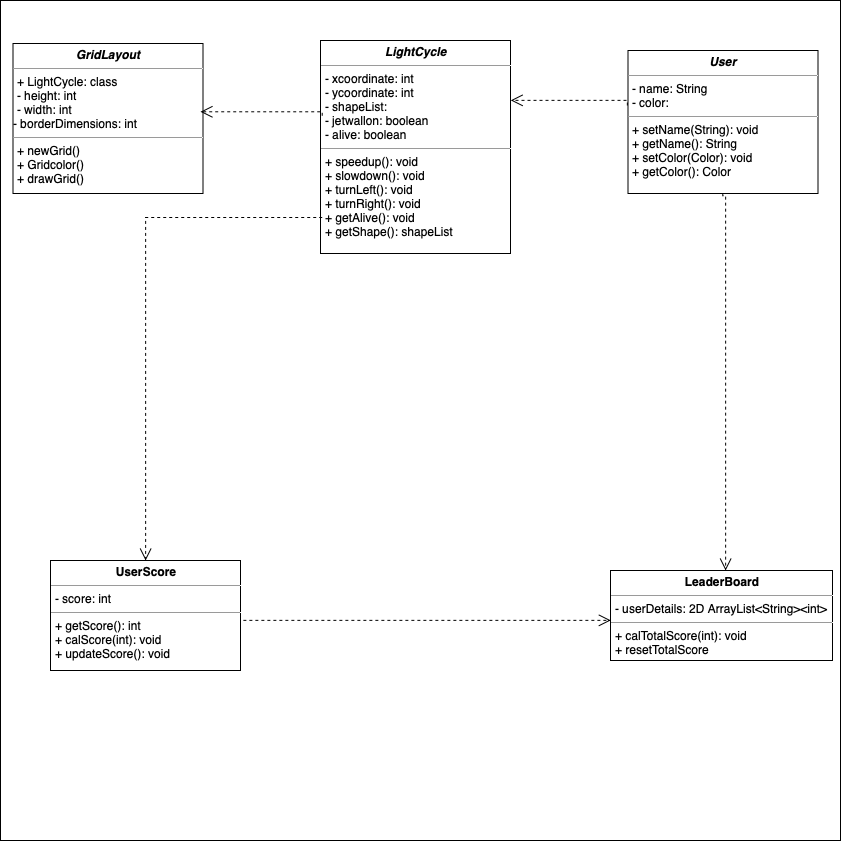 GridLayout
+ LightCycle: class
- height: int
- width: int
- borderDimensions: int
+ newGrid()
+ Gridcolor()
+ drawGrid()
LightCycle
- xcoordinate: int
- ycoordinate: int
- shapeList:
- jetwallon: boolean
- alive: boolean
+ speedup(): void
+ slowdown(): void
+ turnLeft(): void
+ turnRight(): void
+ getAlive(): void
+ getShape(): shapeList
User
- name: String
- color:
+ setName(String): void
+ getName(): String
+ setColor(Color): void
+ getColor(): Color
UserScore
- score: int
+ getScore(): int
+ calScore(int): void
+ updateScore(): void
LeaderBoard
- userDetails: 2D ArrayList<String><int>
+ calTotalScore(int): void
+ resetTotalScore